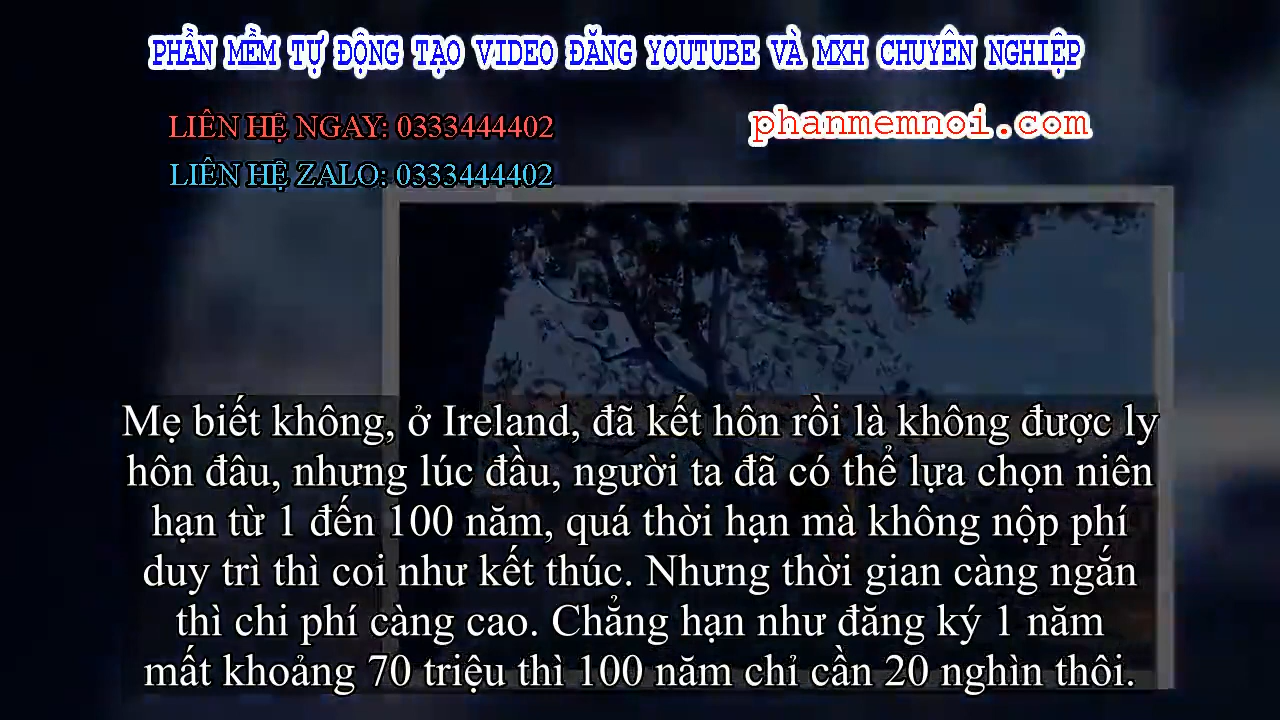 PHẦN MỀM TỰ ĐỘNG TẠO VIDEO ĐĂNG YOUTUBE VÀ MXH CHUYÊN NGHIỆP
LIÊN HỆ NGAY: 0333444402
phanmemnoi.com
LIÊN HỆ ZALO: 0333444402
Mẹ biết không, ở Ireland, đã kết hôn rồi là không được ly
hôn đâu, nhưng lúc đầu, người ta đã có thể lựa chọn niên
hạn từ 1 đến 100 năm, quá thời hạn mà không nộp phí
duy trì thì coi như kết thúc. Nhưng thời gian càng ngắn
thì chi phí càng cao. Chẳng hạn như đăng ký 1 năm
mất khoảng 70 triệu thì 100 năm chỉ cần 20 nghìn thôi.